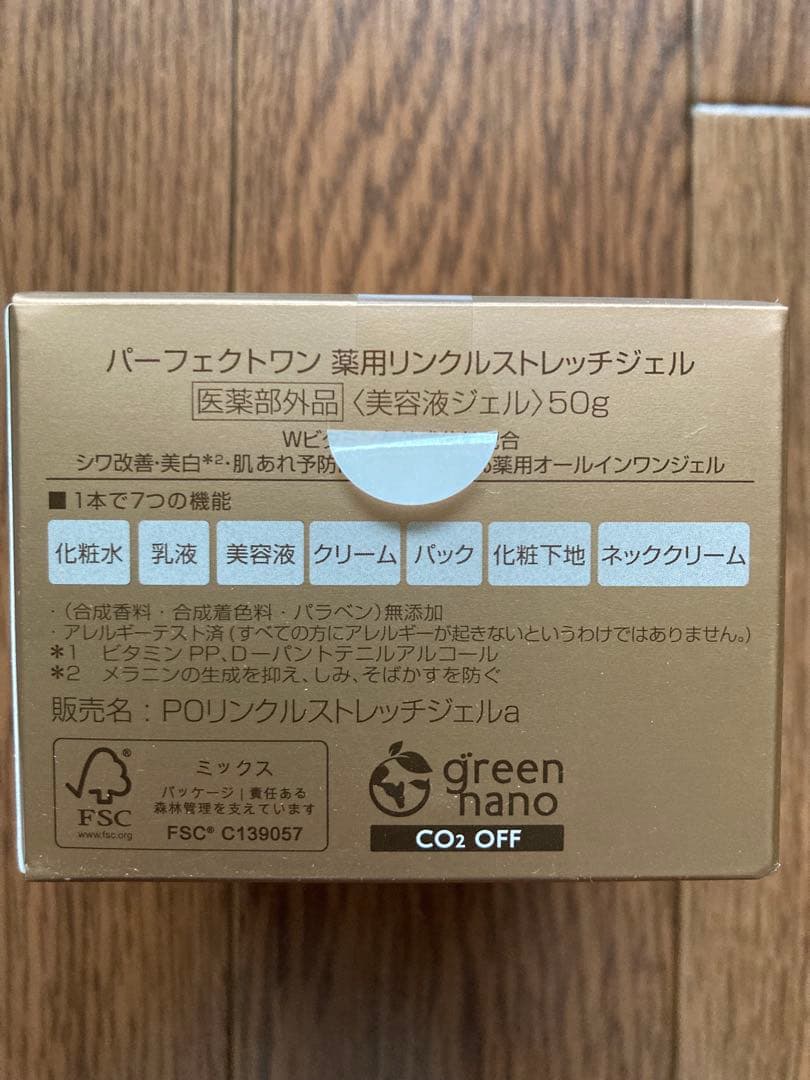 パーフェクトワン 薬用リンクルストレッチジェル
医薬部外品 〈美容液ジェル〉50g
Wビタ 合
シワ改善・美白*2・肌あれ予防 薬用オールインワンジェル
■ 1本で7つの機能
化粧水 乳液 美容液 クリーム パック 化粧下地 ネッククリーム
・(合成香料・合成着色料・パラベン)無添加
・アレルギーテスト済(すべての方にアレルギーが起きないというわけではありません。)
*1 ビタミンPP、D-パントテニルアルコール
*2 メラニンの生成を抑え、しみ、そばかすを防ぐ
販売名:POリンクルストレッチジェルa
FSC®
www.fsc.org
ミックス
パッケージ|責任ある
森林管理を支えています
FSC® C139057
green
nano
CO2 OFF